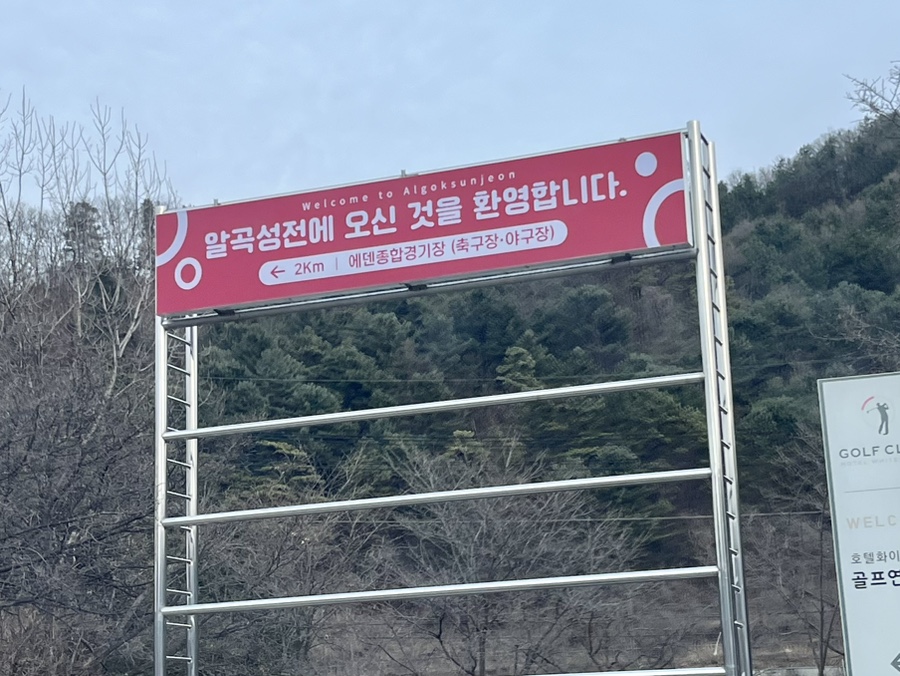 Welcome to Algoksunjeon
알곡성전에 오신 것을 환영합니다.
← 2Km | 에덴종합경기장 (축구장·야구장)
GOLF
호텔화이
골프연